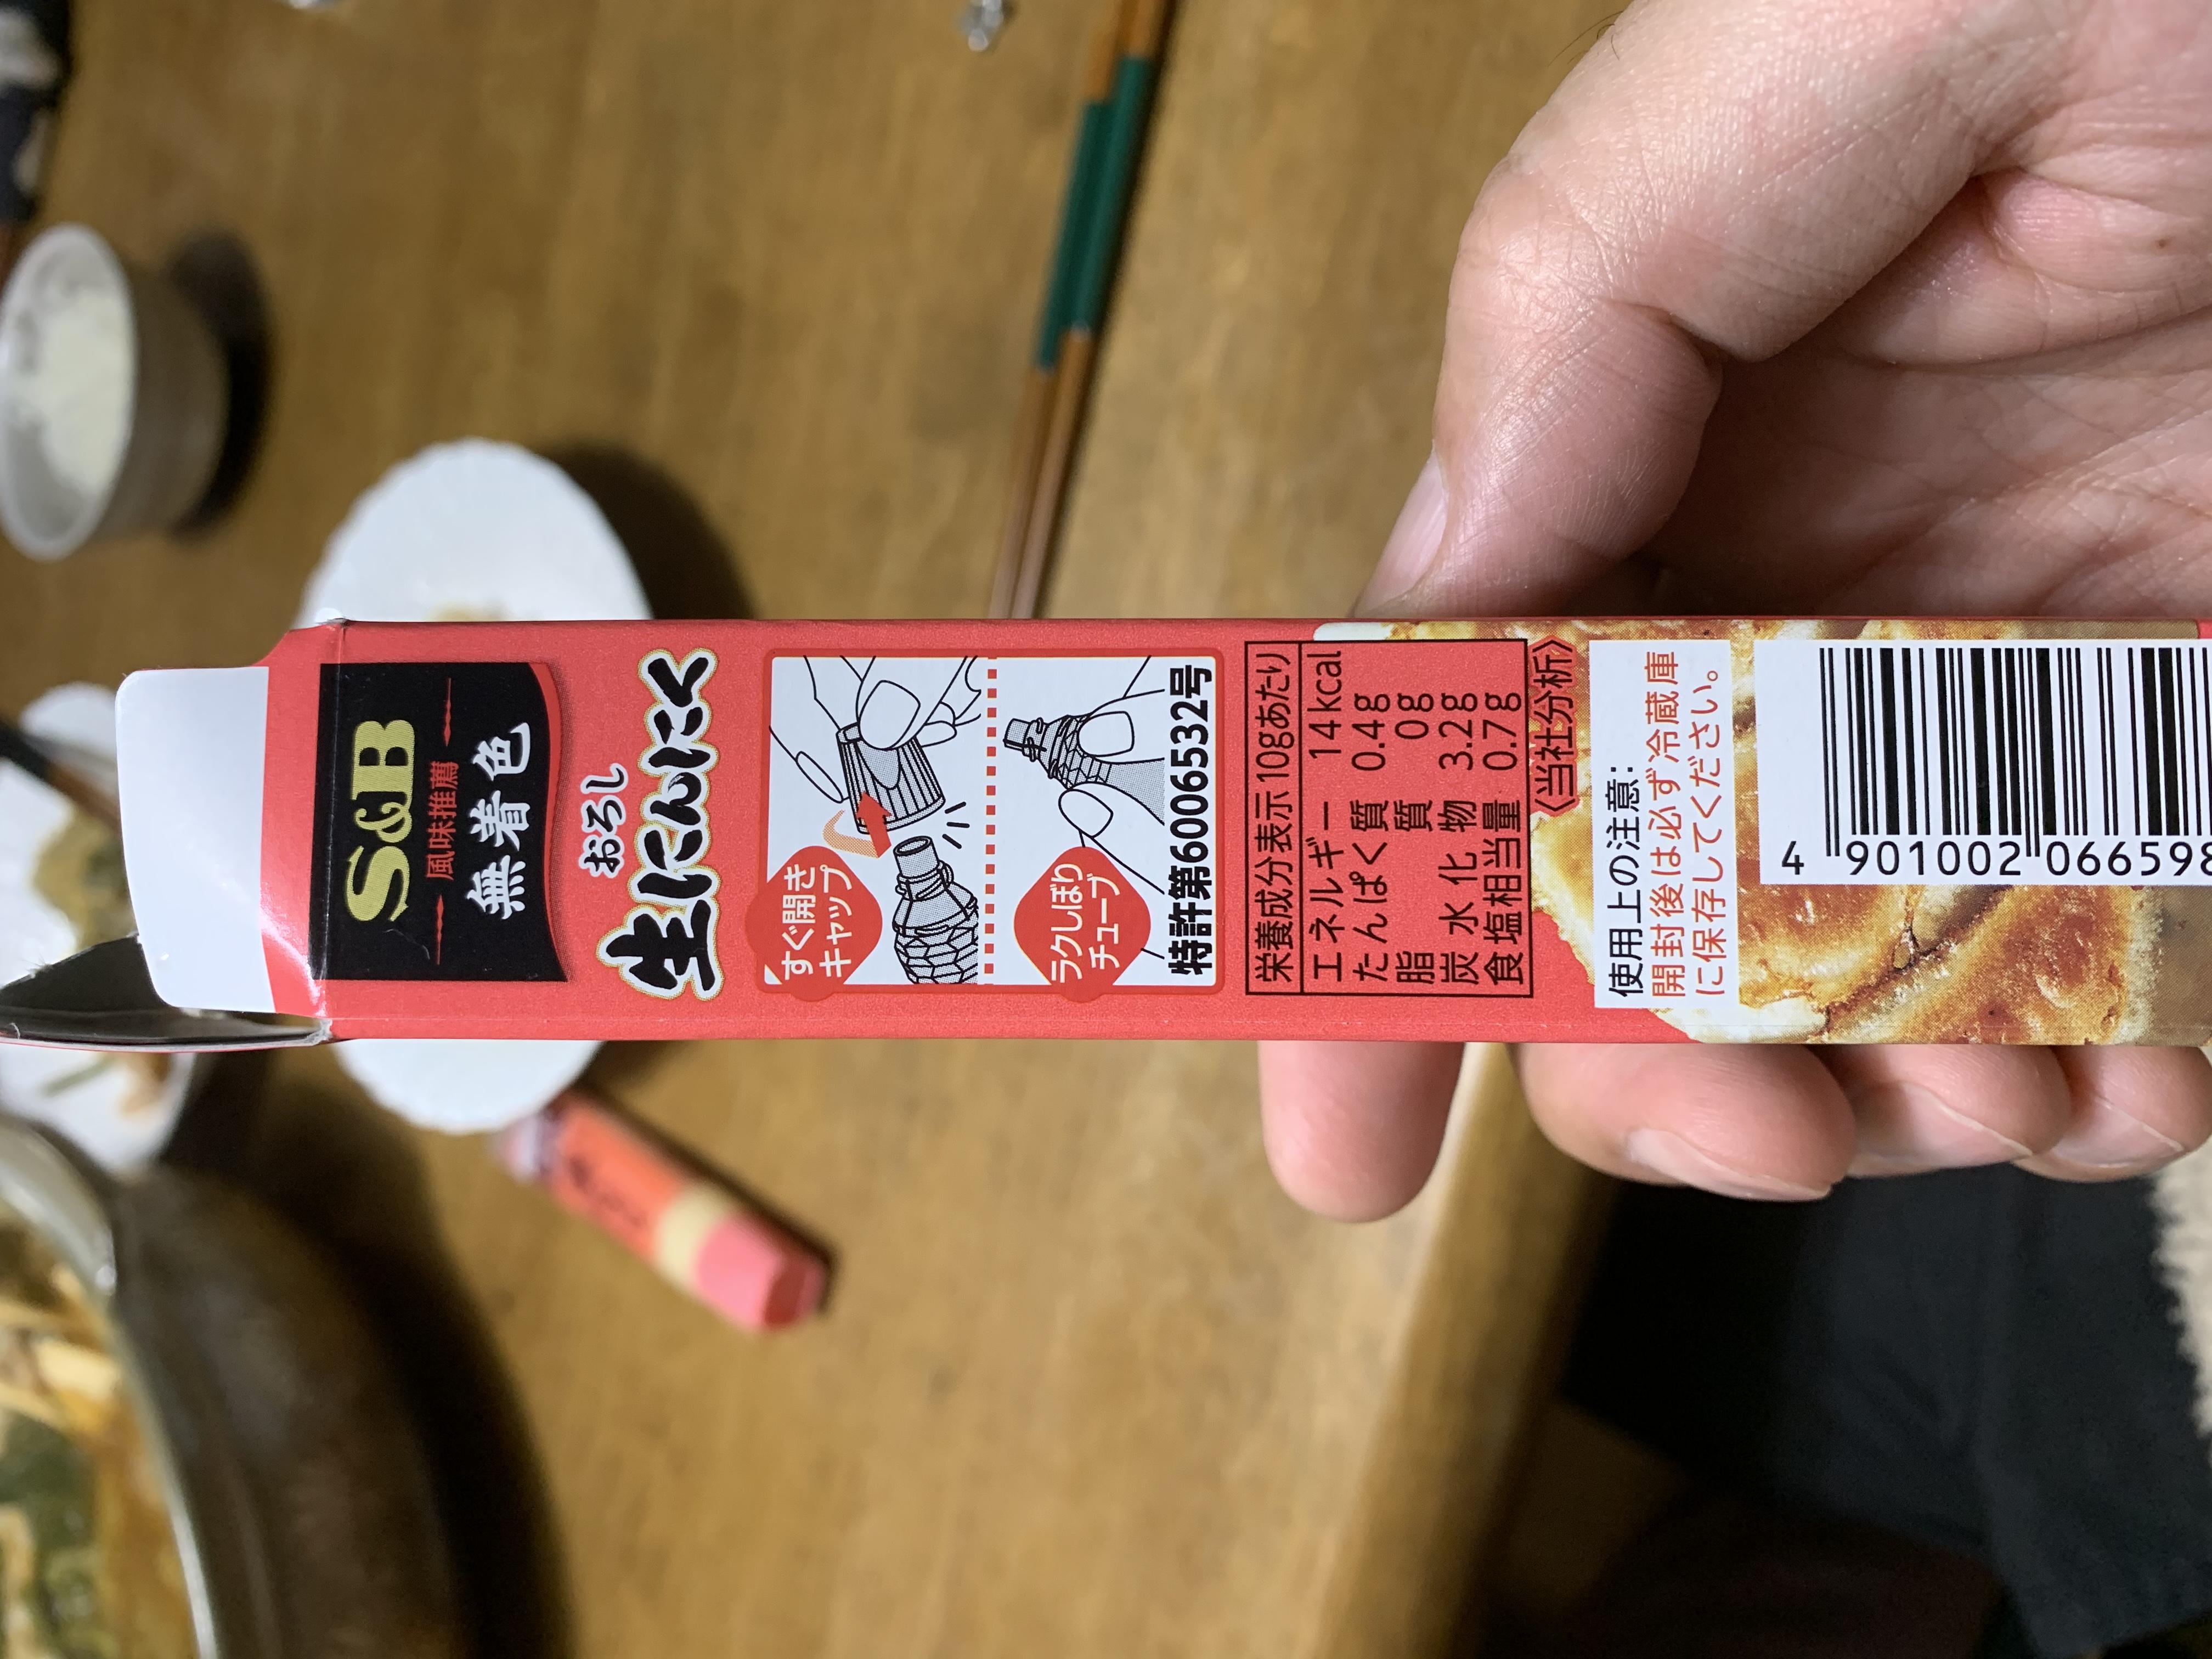 S&B
風味推薦
無着色
おろし
生にんにく
すぐ開き
キャップ
ラクしぼり
チューブ
特許第6006532号
栄養成分表示10gあたり
エネルギー 14kcal
たんぱく質 0.4g
脂質 0g
炭水化物 3.2g
食塩相当量 0.7g
〈当社分析〉
使用上の注意：
開封後は必ず冷蔵庫
に保存してください。
4 901002 066598